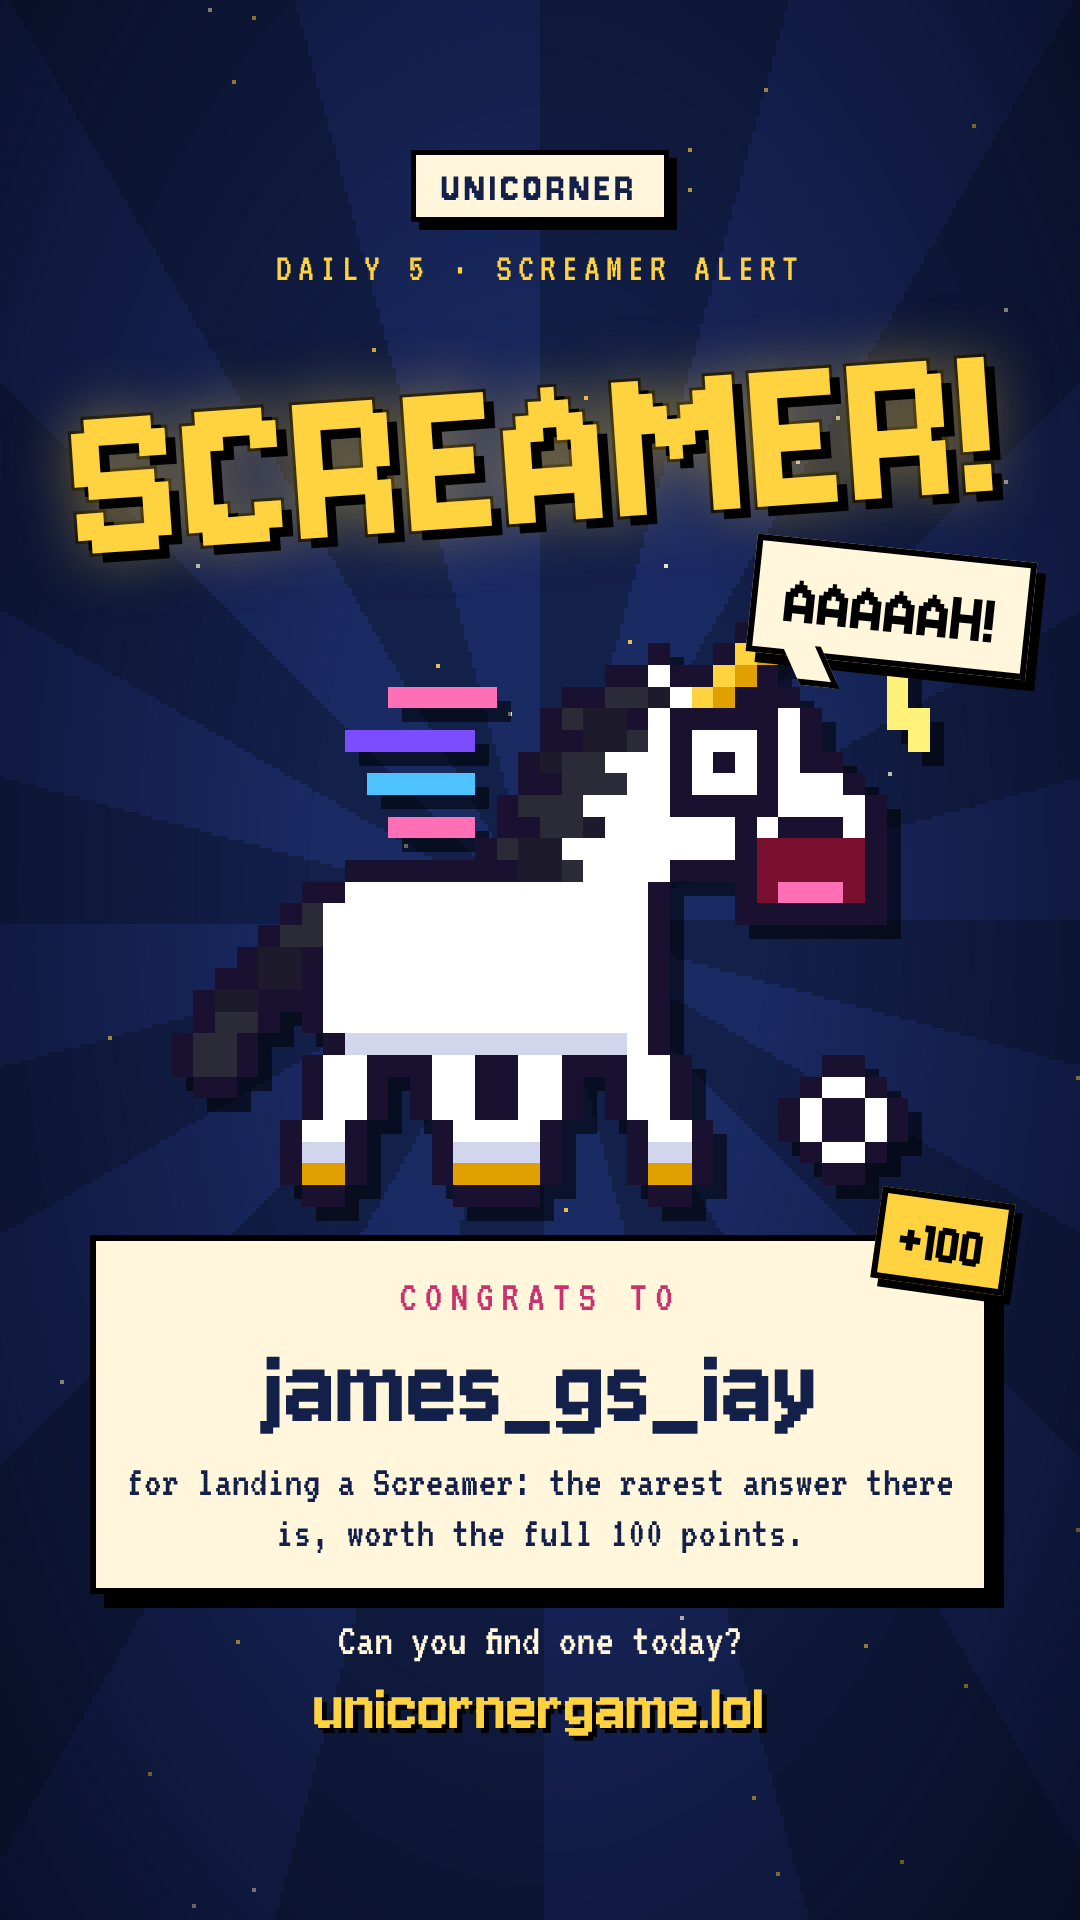 UNICORNER
DAILY 5 · SCREAMER ALERT
SCREAMER!
AAAAAH!
+100
CONGRATS TO
james_gs_iay
for landing a Screamer: the rarest answer there
is, worth the full 100 points.
Can you find one today?
unicornergame.lol